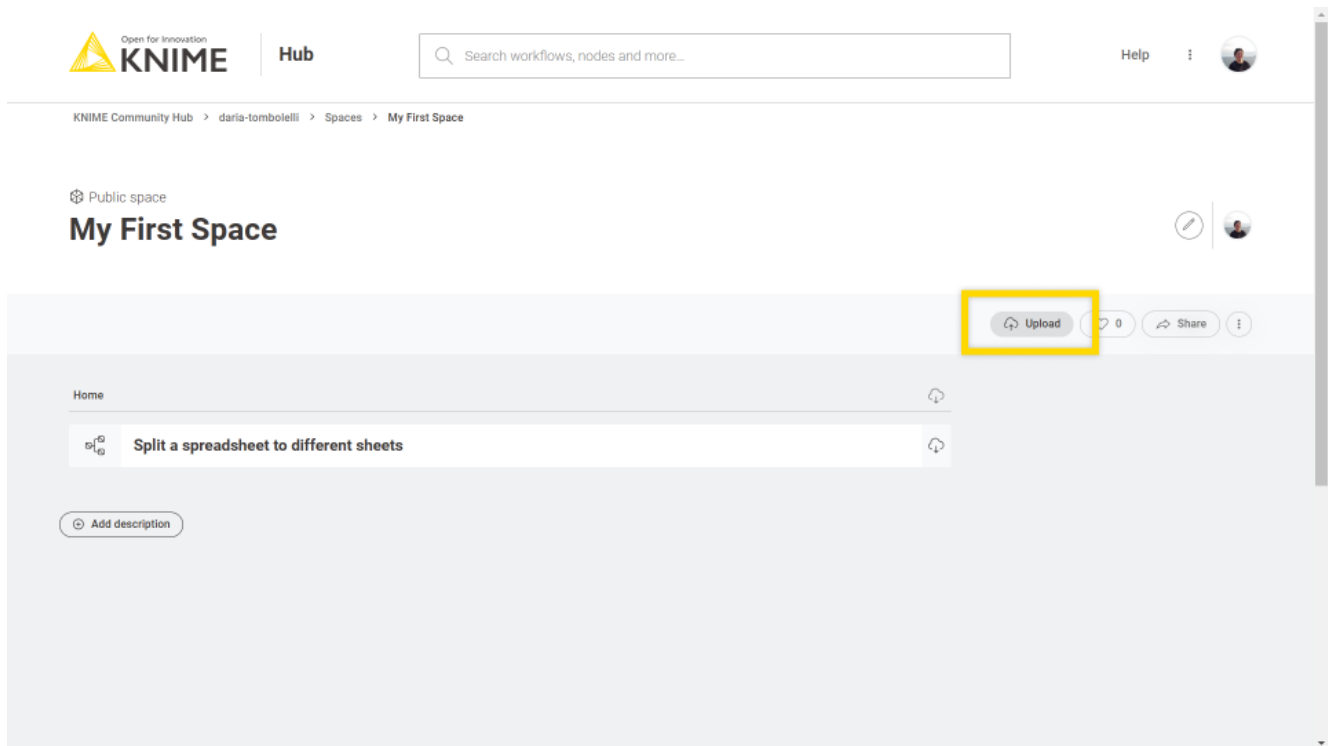 Open for Innovation
KNIME
Hub
Search workflows, nodes and more...
Help
KNIME Community Hub > daria-tombolelli > Spaces > My First Space
Public space
My First Space
Upload
0
Share
Home
Split a spreadsheet to different sheets
Add description